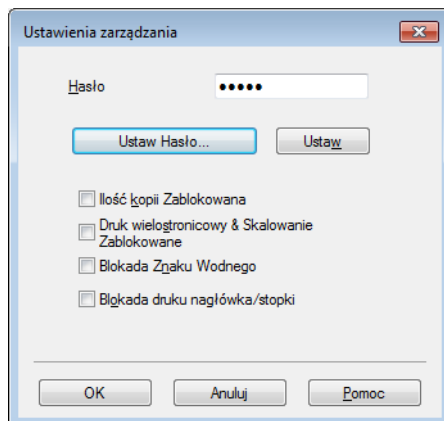 Ustawienia zarządzania
Hasło
●●●●●
Ustaw Hasło...
Ustaw
Ilość kopii Zablokowana
Druk wielostronicowy & Skalowanie
Zablokowane
Blokada Znaku Wodnego
Blokada druku nagłówka/stopki
OK
Anuluj
Pomoc